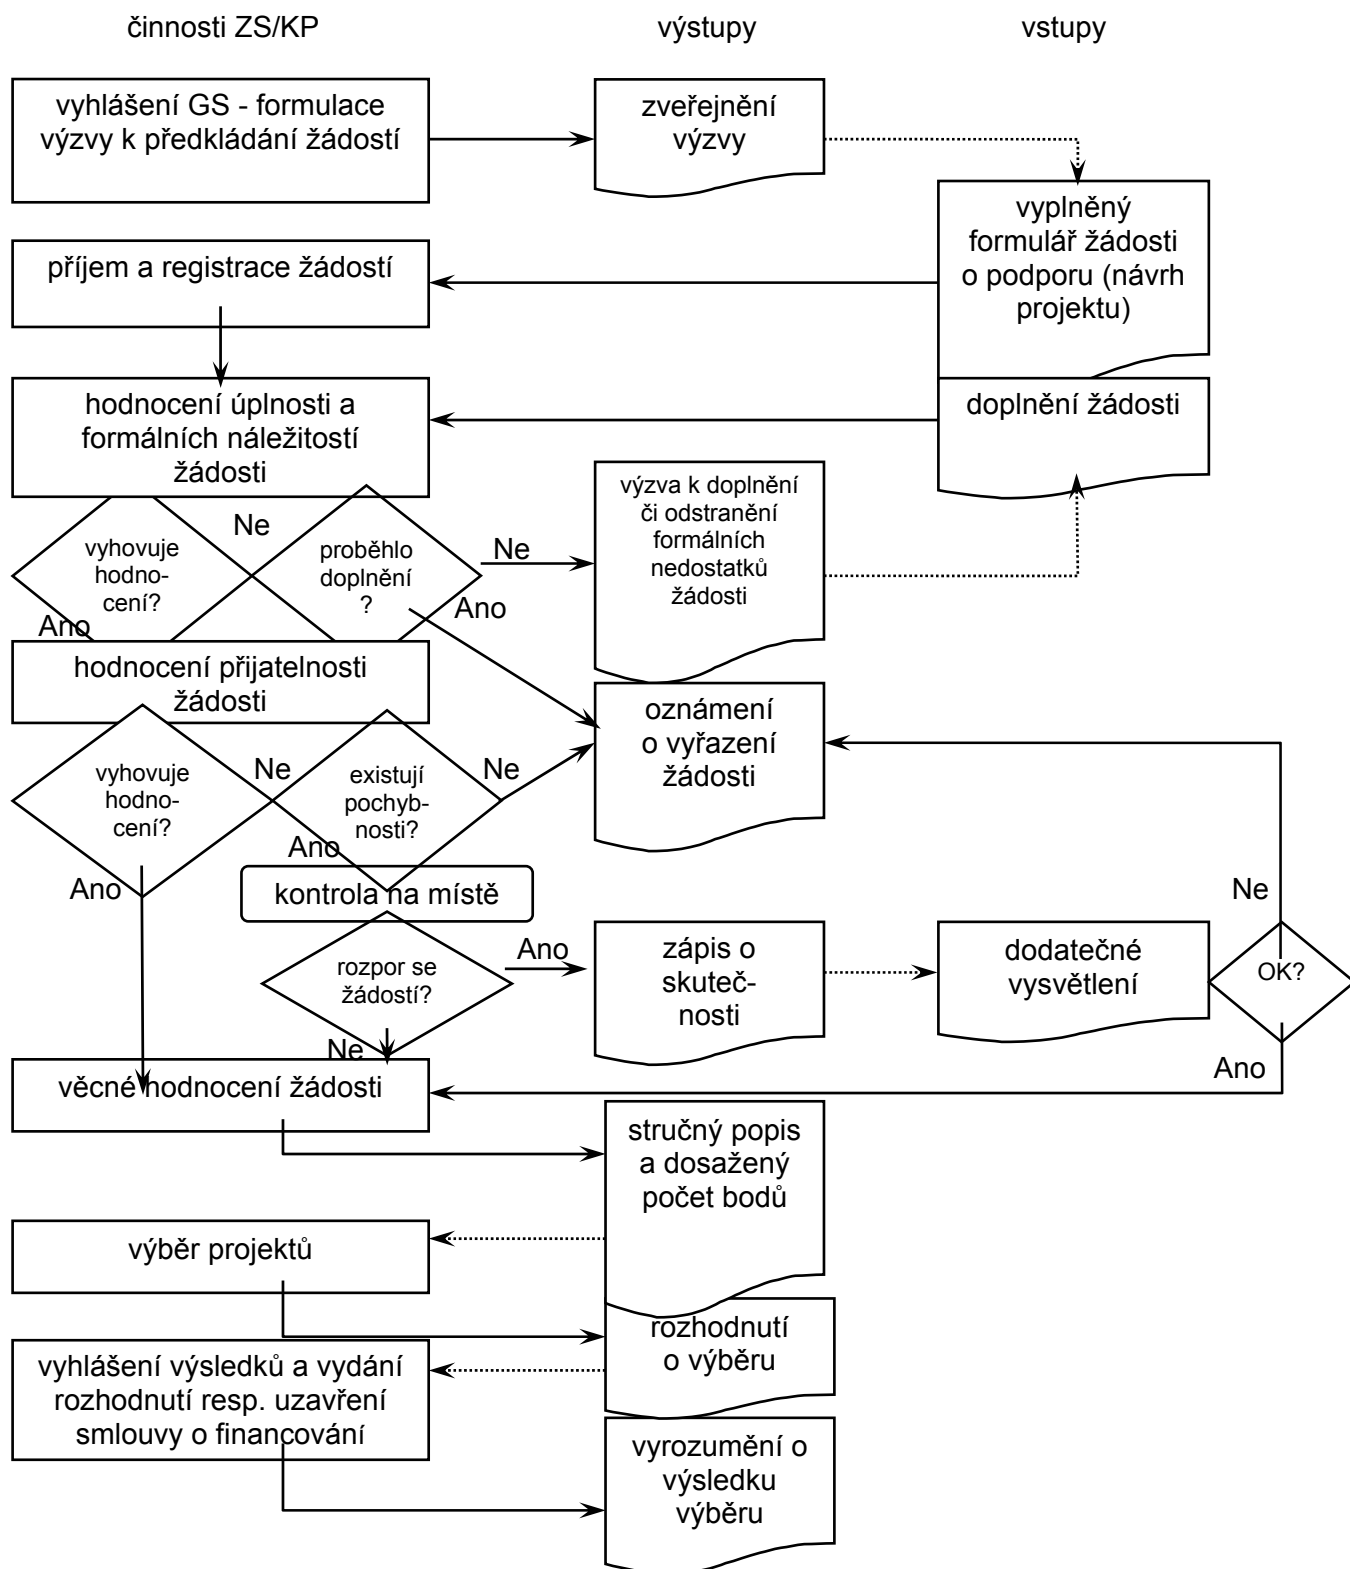 činnosti ZS/KP
výstupy
vstupy
vyhlášení GS - formulace
výzvy k předkládání žádostí
zveřejnění
výzvy
vyplněný
formulář žádosti
o podporu (návrh
projektu)
příjem a registrace žádostí
hodnocení úplnosti a
formálních náležitostí
žádosti
doplnění žádosti
výzva k doplnění
či odstranění
formálních
nedostatků
žádosti
vyhovuje
hodno-
cení?
Ne
proběhlo
doplnění
?
Ne
Ano
Ano
hodnocení přijatelnosti
žádosti
oznámení
o vyřazení
žádosti
vyhovuje
hodno-
cení?
Ne
existují
pochyb-
nosti?
Ne
Ano
Ano
kontrola na místě
Ne
rozpor se
žádostí?
Ano
zápis o
skuteč-
nosti
dodatečné
vysvětlení
OK?
Ne
Ano
věcné hodnocení žádosti
stručný popis
a dosažený
počet bodů
výběr projektů
rozhodnutí
o výběru
vyhlášení výsledků a vydání
rozhodnutí resp. uzavření
smlouvy o financování
vyrozumění o
výsledku
výběru